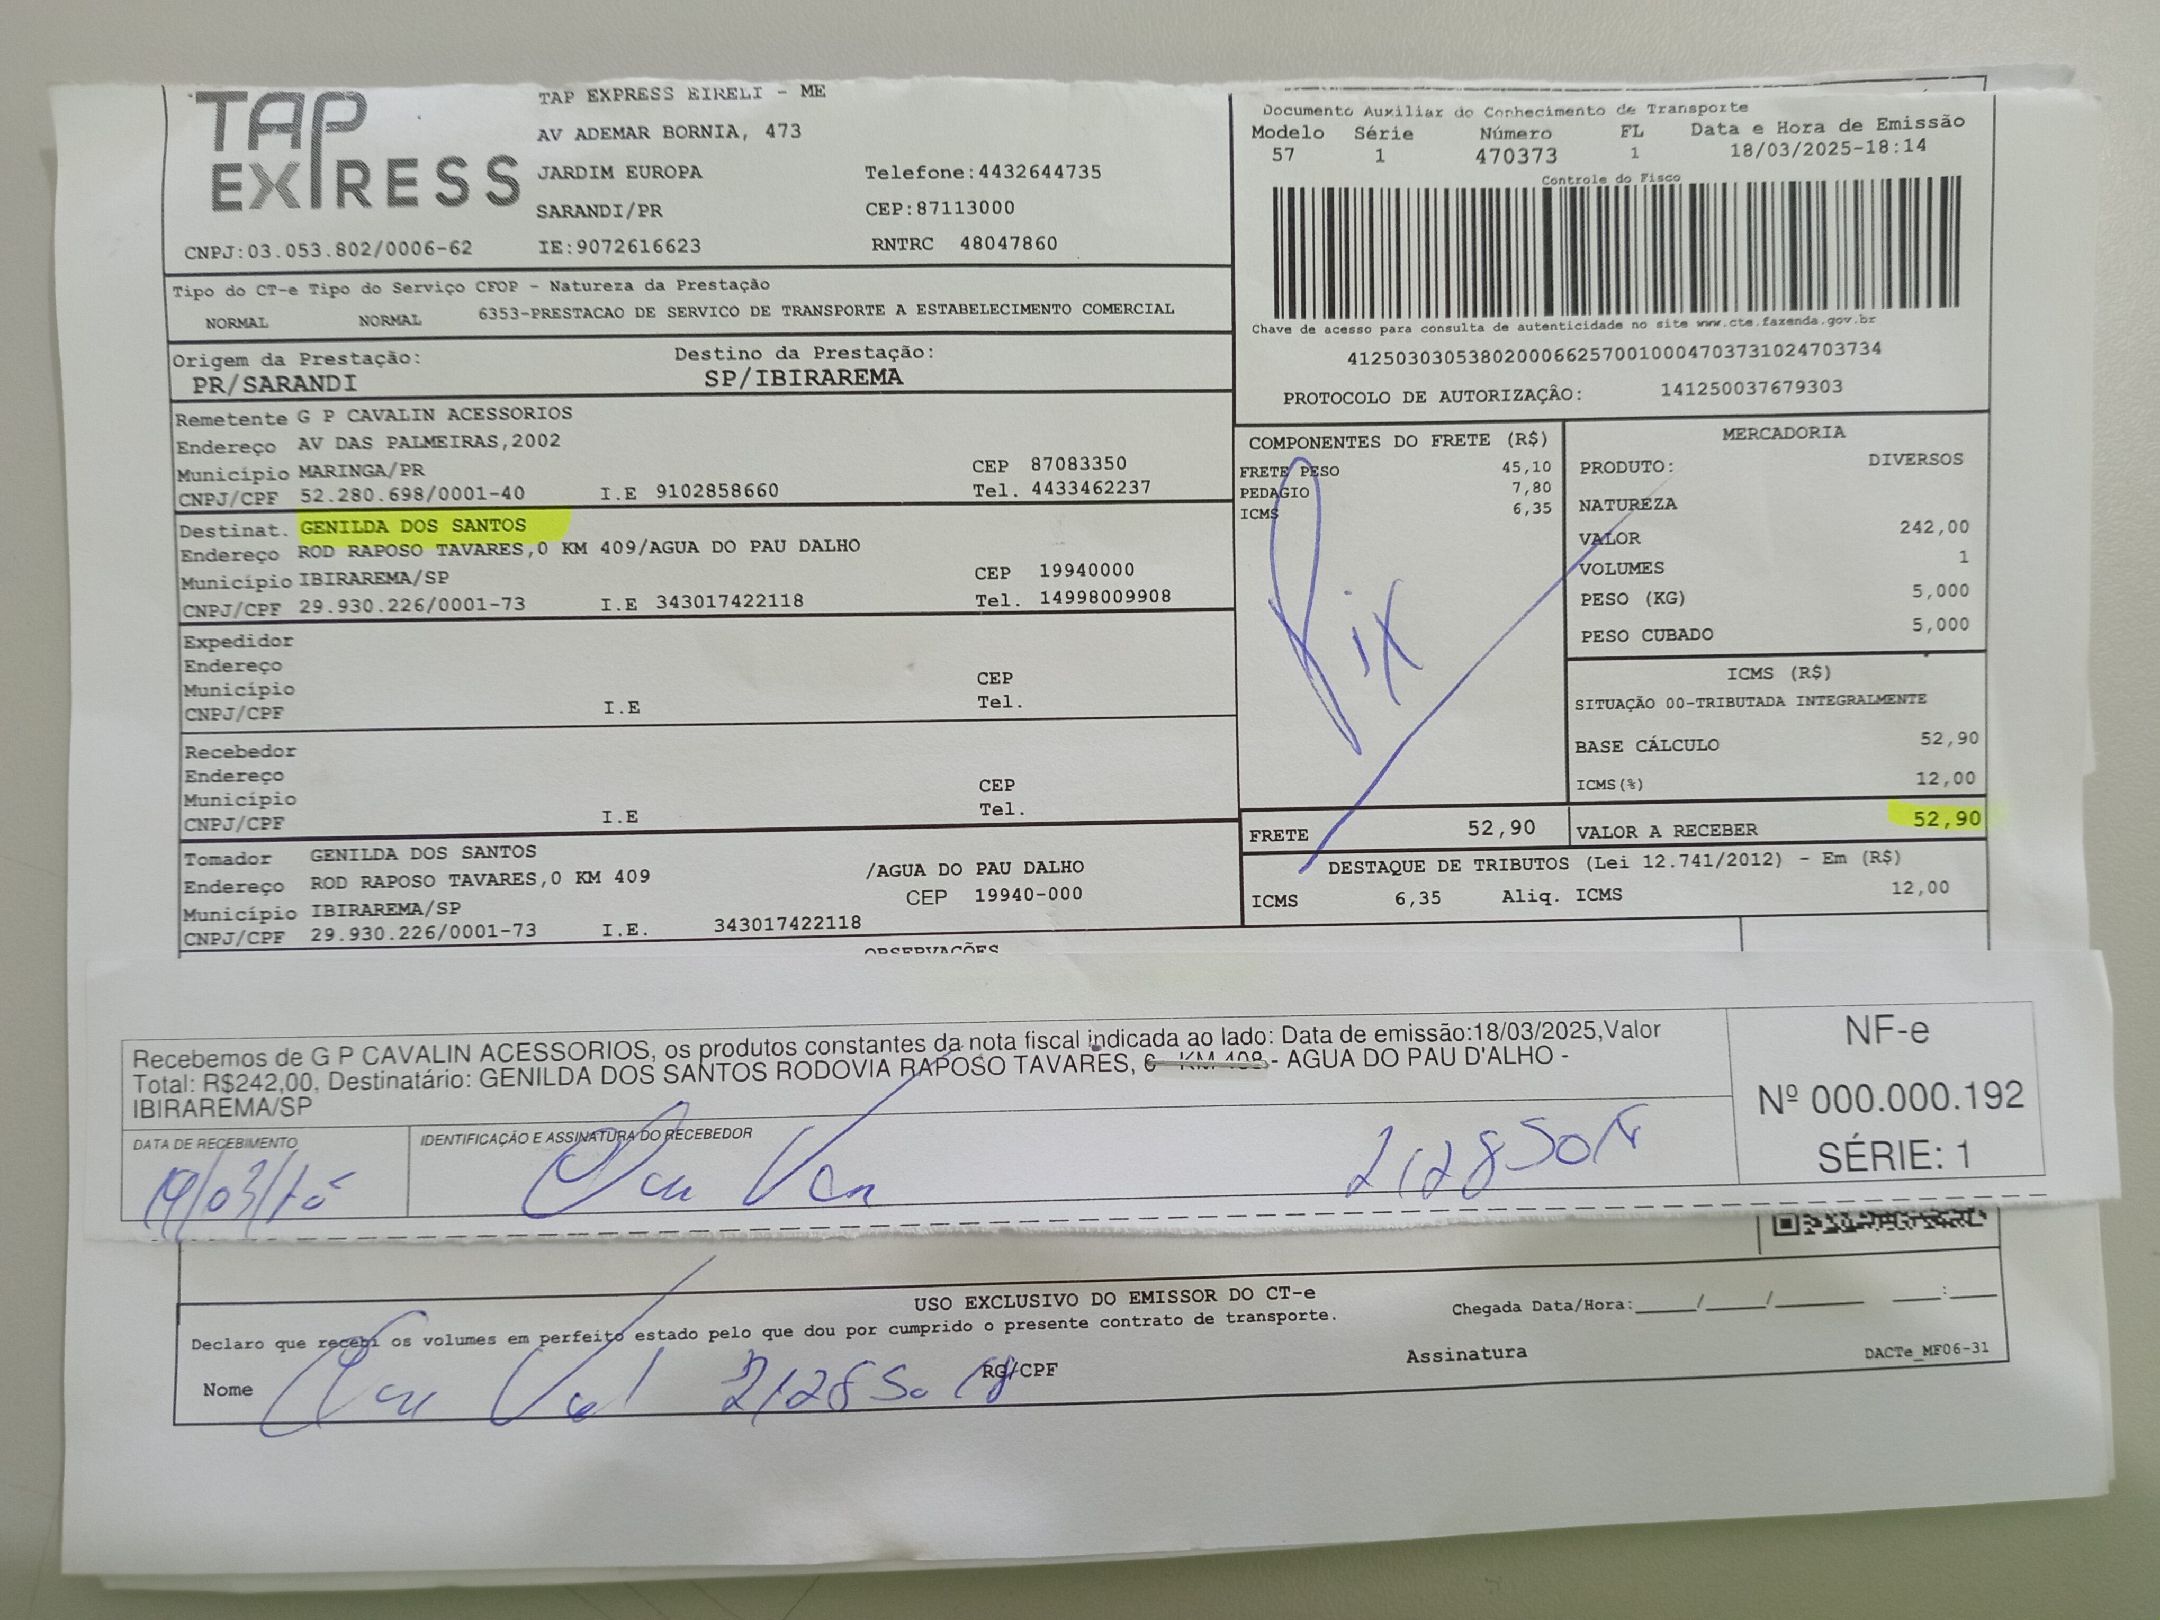 TAP EXPRESS
TAP EXPRESS EIRELI - ME
AV ADEMAR BORNIA, 473
JARDIM EUROPA Telefone:4432644735
SARANDI/PR CEP:87113000
CNPJ:03.053.802/0006-62 IE:9072616623 RNTRC 48047860
Documento Auxiliar do Conhecimento de Transporte
Modelo Série Número FL Data e Hora de Emissão
57 1 470373 1 18/03/2025-18:14
Controle do Fisco
Chave de acesso para consulta de autenticidade no site www.cte.fazenda.gov.br
41250303053802000662570010004703731024703734
PROTOCOLO DE AUTORIZAÇÃO: 141250037679303
Tipo do CT-e Tipo do Serviço CFOP - Natureza da Prestação
NORMAL NORMAL 6353-PRESTACAO DE SERVICO DE TRANSPORTE A ESTABELECIMENTO COMERCIAL
Origem da Prestação: Destino da Prestação:
PR/SARANDI SP/IBIRAREMA
Remetente G P CAVALIN ACESSORIOS
Endereço AV DAS PALMEIRAS,2002
Município MARINGA/PR CEP 87083350
CNPJ/CPF 52.280.698/0001-40 I.E 9102858660 Tel. 4433462237
Destinat. GENILDA DOS SANTOS
Endereço ROD RAPOSO TAVARES,0 KM 409/AGUA DO PAU DALHO
Município IBIRAREMA/SP CEP 19940000
CNPJ/CPF 29.930.226/0001-73 I.E 343017422118 Tel. 14998009908
Expedidor
Endereço
Município CEP
CNPJ/CPF I.E Tel.
Recebedor
Endereço
Município CEP
CNPJ/CPF I.E Tel.
Tomador GENILDA DOS SANTOS
Endereço ROD RAPOSO TAVARES,0 KM 409 /AGUA DO PAU DALHO
Município IBIRAREMA/SP CEP 19940-000
CNPJ/CPF 29.930.226/0001-73 I.E. 343017422118
COMPONENTES DO FRETE (R$)
FRETE PESO 45,10
PEDAGIO 7,80
ICMS 6,35
Pix
MERCADORIA
PRODUTO: DIVERSOS
NATUREZA
VALOR 242,00
VOLUMES 1
PESO (KG) 5,000
PESO CUBADO 5,000
ICMS (R$)
SITUAÇÃO 00-TRIBUTADA INTEGRALMENTE
BASE CÁLCULO 52,90
ICMS(%) 12,00
FRETE 52,90 VALOR A RECEBER 52,90
DESTAQUE DE TRIBUTOS (Lei 12.741/2012) - Em (R$)
ICMS 6,35 Aliq. ICMS 12,00
OBSERVAÇÕES
Recebemos de G P CAVALIN ACESSORIOS, os produtos constantes da nota fiscal indicada ao lado: Data de emissão:18/03/2025,Valor
Total: R$242,00, Destinatário: GENILDA DOS SANTOS RODOVIA RAPOSO TAVARES, - AGUA DO PAU D'ALHO -
IBIRAREMA/SP
DATA DE RECEBIMENTO IDENTIFICAÇÃO E ASSINATURA DO RECEBEDOR
NF-e
Nº 000.000.192
SÉRIE: 1
USO EXCLUSIVO DO EMISSOR DO CT-e
Declaro que recebi os volumes em perfeito estado pelo que dou por cumprido o presente contrato de transporte.
Chegada Data/Hora:_____/_____/________ ____:____
Nome RG/CPF Assinatura
DACTe_MF06-31